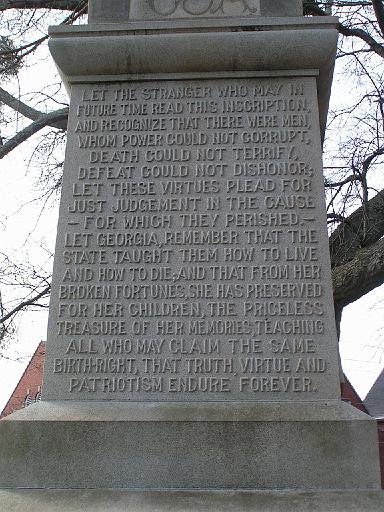 CSA
LET THE STRANGER WHO MAY IN
FUTURE TIME READ THIS INSCRIPTION,
AND RECOGNIZE THAT THERE WERE MEN,
WHOM POWER COULD NOT CORRUPT,
DEATH COULD NOT TERRIFY,
DEFEAT COULD NOT DISHONOR;
LET THESE VIRTUES PLEAD FOR
JUST JUDGEMENT IN THE CAUSE
- FOR WHICH THEY PERISHED. -
LET GEORGIA, REMEMBER THAT THE
STATE TAUGHT THEM HOW TO LIVE
AND HOW TO DIE, AND THAT FROM HER
BROKEN FORTUNES, SHE HAS PRESERVED
FOR HER CHILDREN, THE PRICELESS
TREASURE OF HER MEMORIES, TEACHING
ALL WHO MAY CLAIM THE SAME
BIRTH-RIGHT, THAT TRUTH, VIRTUE AND
PATRIOTISM ENDURE FOREVER.